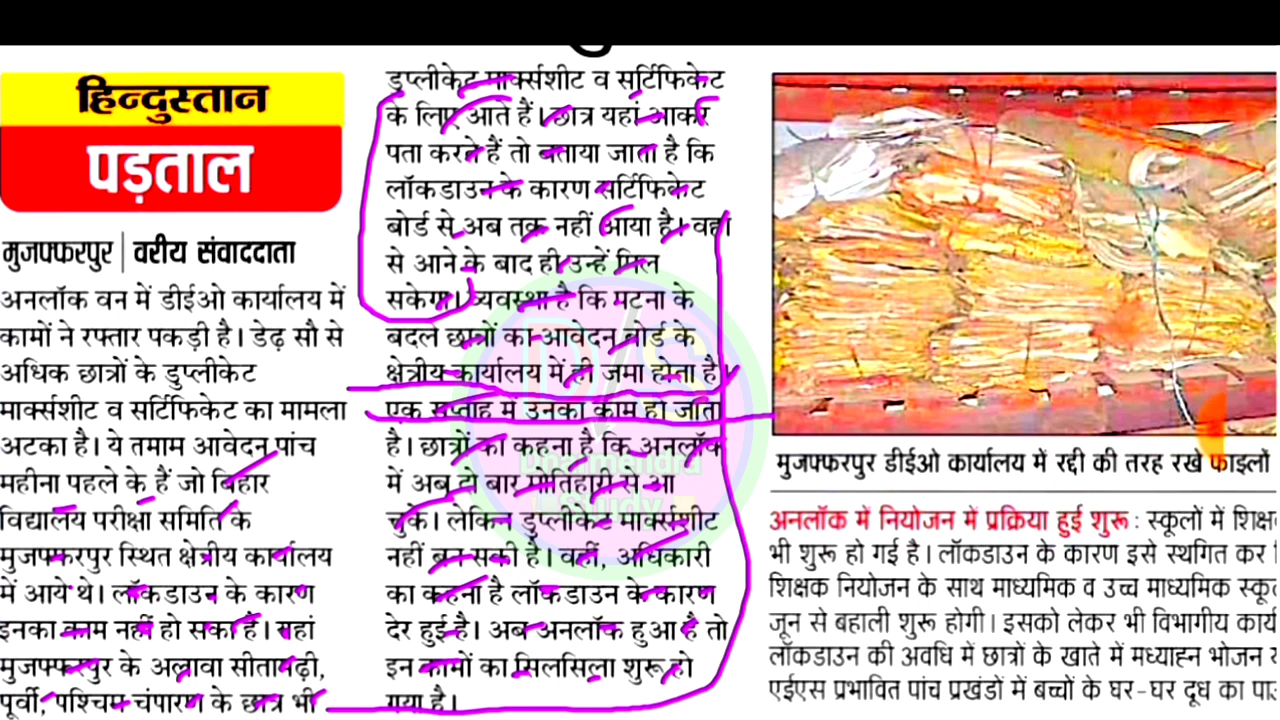 हिन्दुस्तान
पड़ताल
मुजफ्फरपुर | वरीय संवाददाता
अनलॉक वन में डीईओ कार्यालय में
कामों ने रफ्तार पकड़ी है। डेढ़ सौ से
अधिक छात्रों के डुप्लीकेट
मार्क्सशीट व सर्टिफिकेट का मामला
अटका है। ये तमाम आवेदन पांच
महीना पहले के हैं जो बिहार
विद्यालय परीक्षा समिति के
मुजफ्फरपुर स्थित क्षेत्रीय कार्यालय
में आये थे। लॉकडाउन के कारण
इनका काम नहीं हो सका है। यहां
मुजफ्फरपुर के अलावा सीतामढ़ी,
पूर्वी, पश्चिम चंपारण के छात्र भी
डुप्लीकेट मार्क्सशीट व सर्टिफिकेट
के लिए आते हैं। छात्र यहां आकर
पता करते हैं तो बताया जाता है कि
लॉकडाउन के कारण सर्टिफिकेट
बोर्ड से अब तक नहीं आया है। वहां
से आने के बाद ही उन्हें मिल
सकेगा। व्यवस्था है कि पटना के
बदले छात्रों का आवेदन बोर्ड के
क्षेत्रीय कार्यालय में ही जमा होता है।
एक सप्ताह में उनका काम हो जाता
है। छात्रों का कहना है कि अनलॉक
में अब दो बार मोतिहारी से आ
चुके। लेकिन डुप्लीकेट मार्क्सशीट
नहीं बन सकी है। वहीं, अधिकारी
का कहना है लॉकडाउन के कारण
देर हुई है। अब अनलॉक हुआ है तो
इन कामों का सिलसिला शुरू हो
गया है।
मुजफ्फरपुर डीईओ कार्यालय में रद्दी की तरह रखे फाइलों
अनलॉक में नियोजन में प्रक्रिया हुई शुरू : स्कूलों में
भी शुरू हो गई है। लॉकडाउन के कारण इसे स्थगित कर
शिक्षक नियोजन के साथ माध्यमिक व उच्च माध्यमिक
जून से बहाली शुरू होगी। इसको लेकर भी विभागीय
लॉकडाउन की अवधि में छात्रों के खाते में मध्याह्न भोजन
एईएस प्रभावित पांच प्रखंडों में बच्चों के घर-घर दूध का
Dharmendra
Study